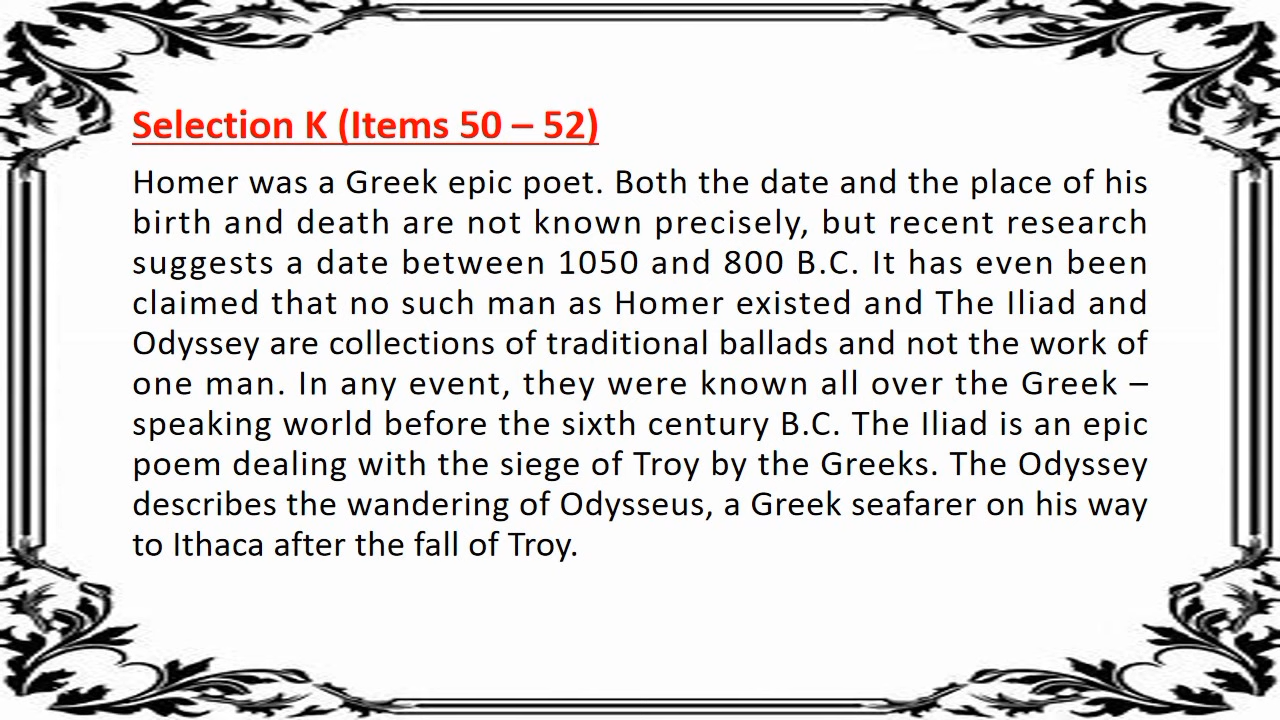 Selection K (Items 50 – 52)
Homer was a Greek epic poet. Both the date and the place of his
birth and death are not known precisely, but recent research
suggests a date between 1050 and 800 B.C. It has even been
claimed that no such man as Homer existed and The Iliad and
Odyssey are collections of traditional ballads and not the work of
one man. In any event, they were known all over the Greek –
speaking world before the sixth century B.C. The Iliad is an epic
poem dealing with the siege of Troy by the Greeks. The Odyssey
describes the wandering of Odysseus, a Greek seafarer on his way
to Ithaca after the fall of Troy.